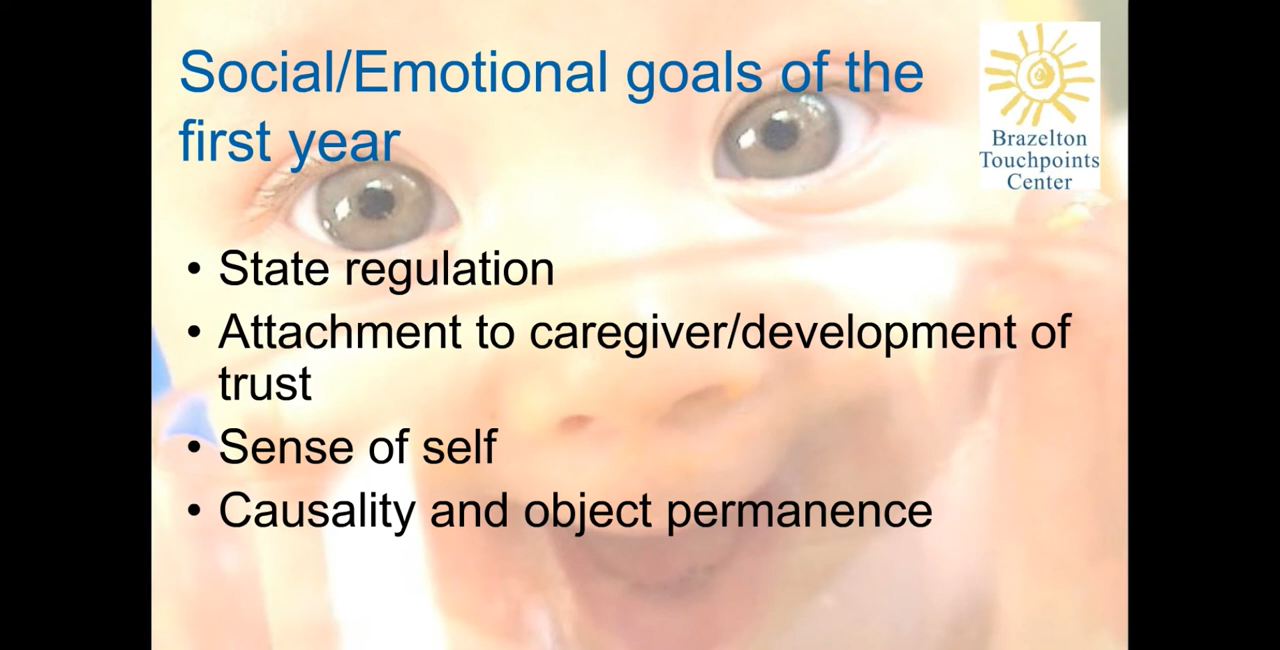 Social/Emotional goals of the
first year
Brazelton
Touchpoints
Center
• State regulation
• Attachment to caregiver/development of
trust
• Sense of self
• Causality and object permanence